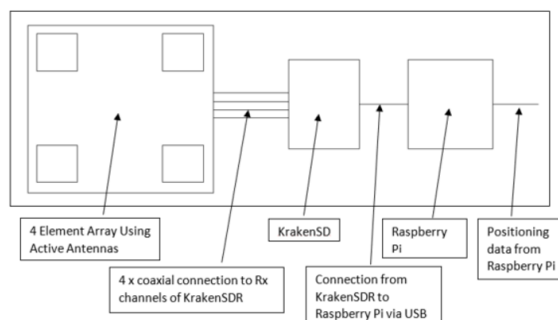 4 Element Array Using
Active Antennas
KrakenSD
Raspberry
Pi
Positioning
data from
Raspberry Pi
4 x coaxial connection to Rx
channels of KrakenSDR
Connection from
KrakenSDR to
Raspberry Pi via USB